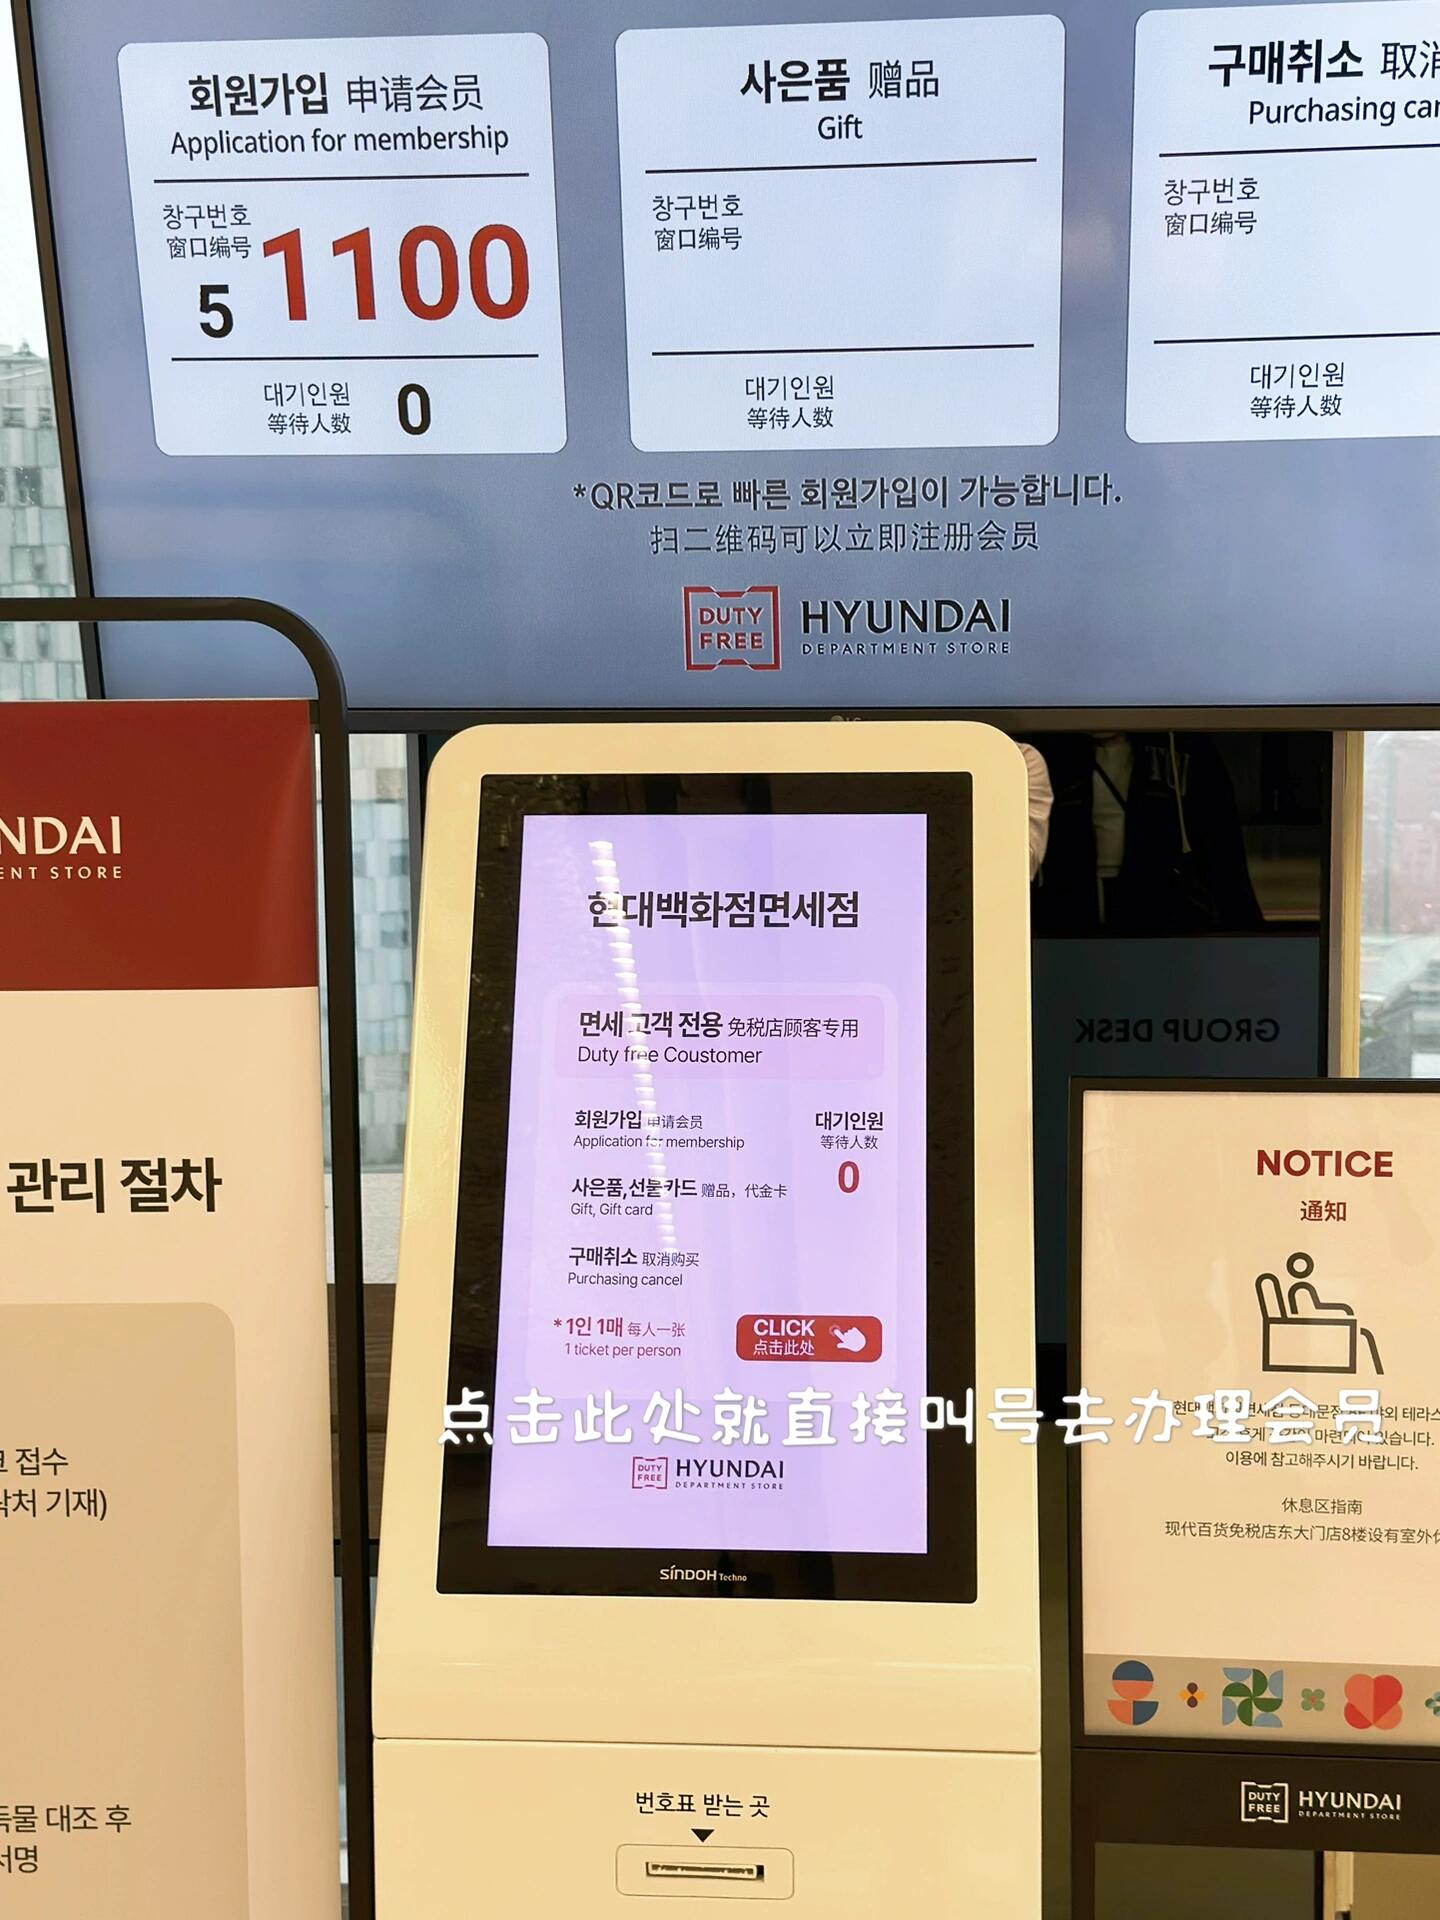 회원가입 申请会员
Application for membership
창구번호
窗口编号
5
1100
대기인원
等待人数
0
사은품 赠品
Gift
창구번호
窗口编号
대기인원
等待人数
구매취소 取消
Purchasing
창구번호
窗口编号
대기인원
等待人数
*QR코드로 빠른 회원가입이 가능합니다.
扫二维码可以立即注册会员
DUTY
FREE
HYUNDAI
DEPARTMENT STORE
NDAI
ENT STORE
관리 절차
접수
락처 기재)
물 대조 후
서명
현대백화점면세점
면세 고객 전용 免税店顾客专用
Duty free Coustomer
회원가입 申请会员
Application for membership
대기인원
等待人数
0
사은품,선불카드 赠品，代金卡
Gift, Gift card
구매취소 取消购买
Purchasing cancel
*1인 1매 每人一张
1 ticket per person
CLICK
点击此处
点击此处就直接叫号去办理会员
DUTY
FREE
HYUNDAI
DEPARTMENT STORE
SINDOH Techno
번호표 받는 곳
GROUP DESK
NOTICE
通知
이용에 참고해주시기 바랍니다.
休息区指南
现代百货免税店东大门店8楼设有室外休
DUTY
FREE
HYUNDAI
DEPARTMENT STORE